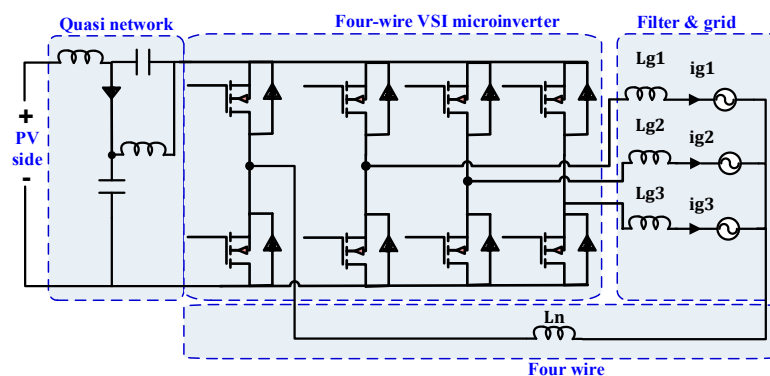 Quasi network
Four-wire VSI microinverter
Filter & grid
+
PV
side
-
Lg1
ig1
Lg2
ig2
Lg3
ig3
Ln
Four wire